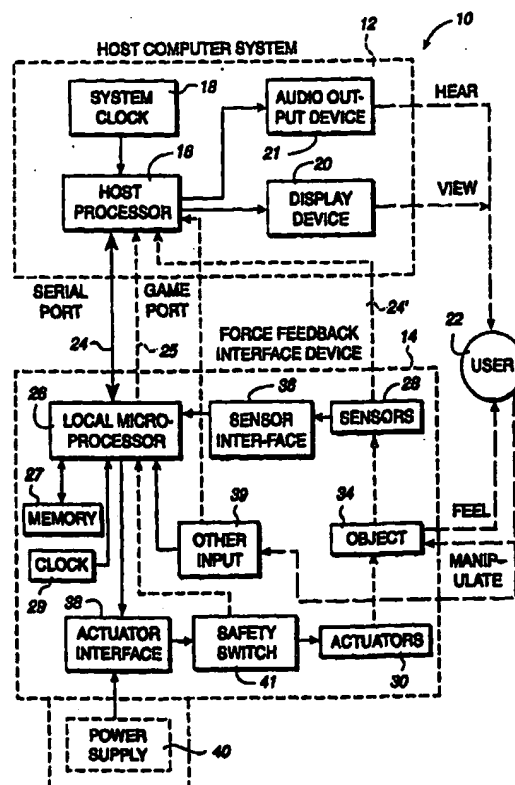 10
HOST COMPUTER SYSTEM
12
SYSTEM
CLOCK
18
AUDIO OUT-
PUT DEVICE
HEAR
21
18
20
HOST
PROCESSOR
DISPLAY
DEVICE
VIEW
SERIAL
PORT
GAME
PORT
24'
24
25
FORCE FEEDBACK
INTERFACE DEVICE
14
22
USER
26
36
28
LOCAL MICRO-
PROCESSOR
SENSOR
INTER-FACE
SENSORS
27
MEMORY
39
34
FEEL
CLOCK
OTHER
INPUT
OBJECT
29
MANIP-
ULATE
38
ACTUATOR
INTERFACE
SAFETY
SWITCH
ACTUATORS
41
30
POWER
SUPPLY
40